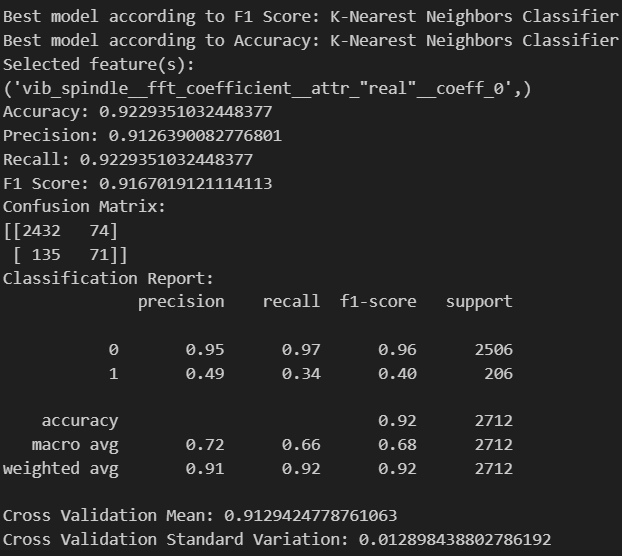 Best model according to F1 Score: K-Nearest Neighbors Classifier
Best model according to Accuracy: K-Nearest Neighbors Classifier
Selected feature(s):
('vib_spindle__fft_coefficient__attr_"real"__coeff_0',)
Accuracy: 0.9229351032448377
Precision: 0.9126390082776801
Recall: 0.9229351032448377
F1 Score: 0.9167019121114113
Confusion Matrix:
[[2432   74]
 [ 135   71]]
Classification Report:
              precision    recall  f1-score   support
           0       0.95      0.97      0.96      2506
           1       0.49      0.34      0.40       206
    accuracy                           0.92      2712
   macro avg       0.72      0.66      0.68      2712
weighted avg       0.91      0.92      0.92      2712
Cross Validation Mean: 0.9129424778761063
Cross Validation Standard Variation: 0.012898438802786192